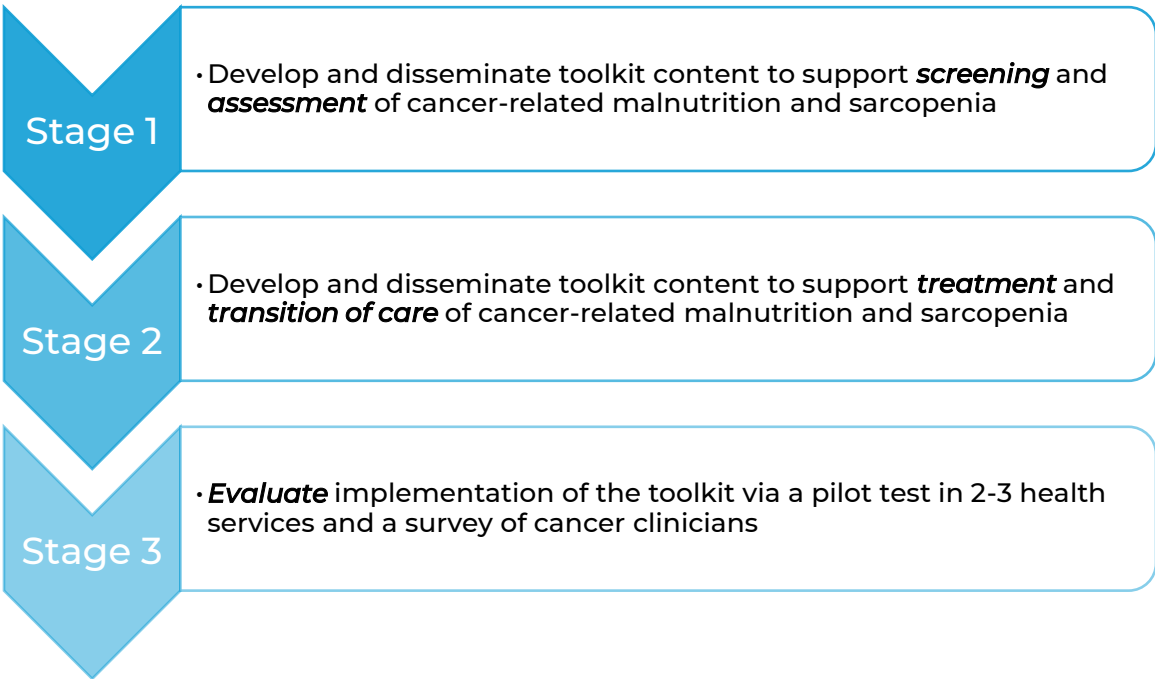 Stage 1
• Develop and disseminate toolkit content to support screening and
assessment of cancer-related malnutrition and sarcopenia
Stage 2
• Develop and disseminate toolkit content to support treatment and
transition of care of cancer-related malnutrition and sarcopenia
Stage 3
• Evaluate implementation of the toolkit via a pilot test in 2-3 health
services and a survey of cancer clinicians